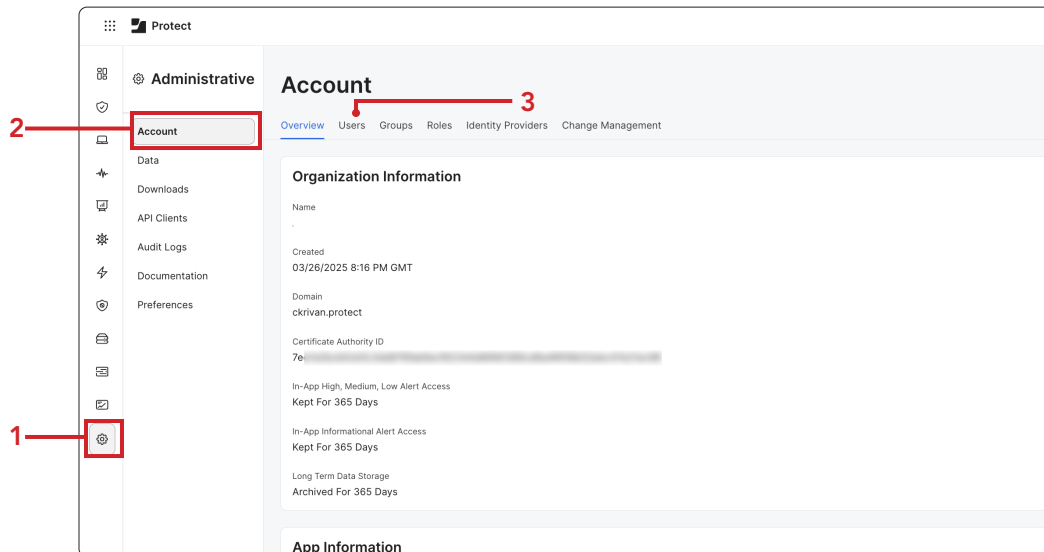 Protect
Administrative
Account
Data
Downloads
API Clients
Audit Logs
Documentation
Preferences
1
2
3
Account
Overview Users Groups Roles Identity Providers Change Management
Organization Information
Name
.
Created
03/26/2025 8:16 PM GMT
Domain
ckrivan.protect
Certificate Authority ID
7e
In-App High, Medium, Low Alert Access
Kept For 365 Days
In-App Informational Alert Access
Kept For 365 Days
Long Term Data Storage
Archived For 365 Days
App Information